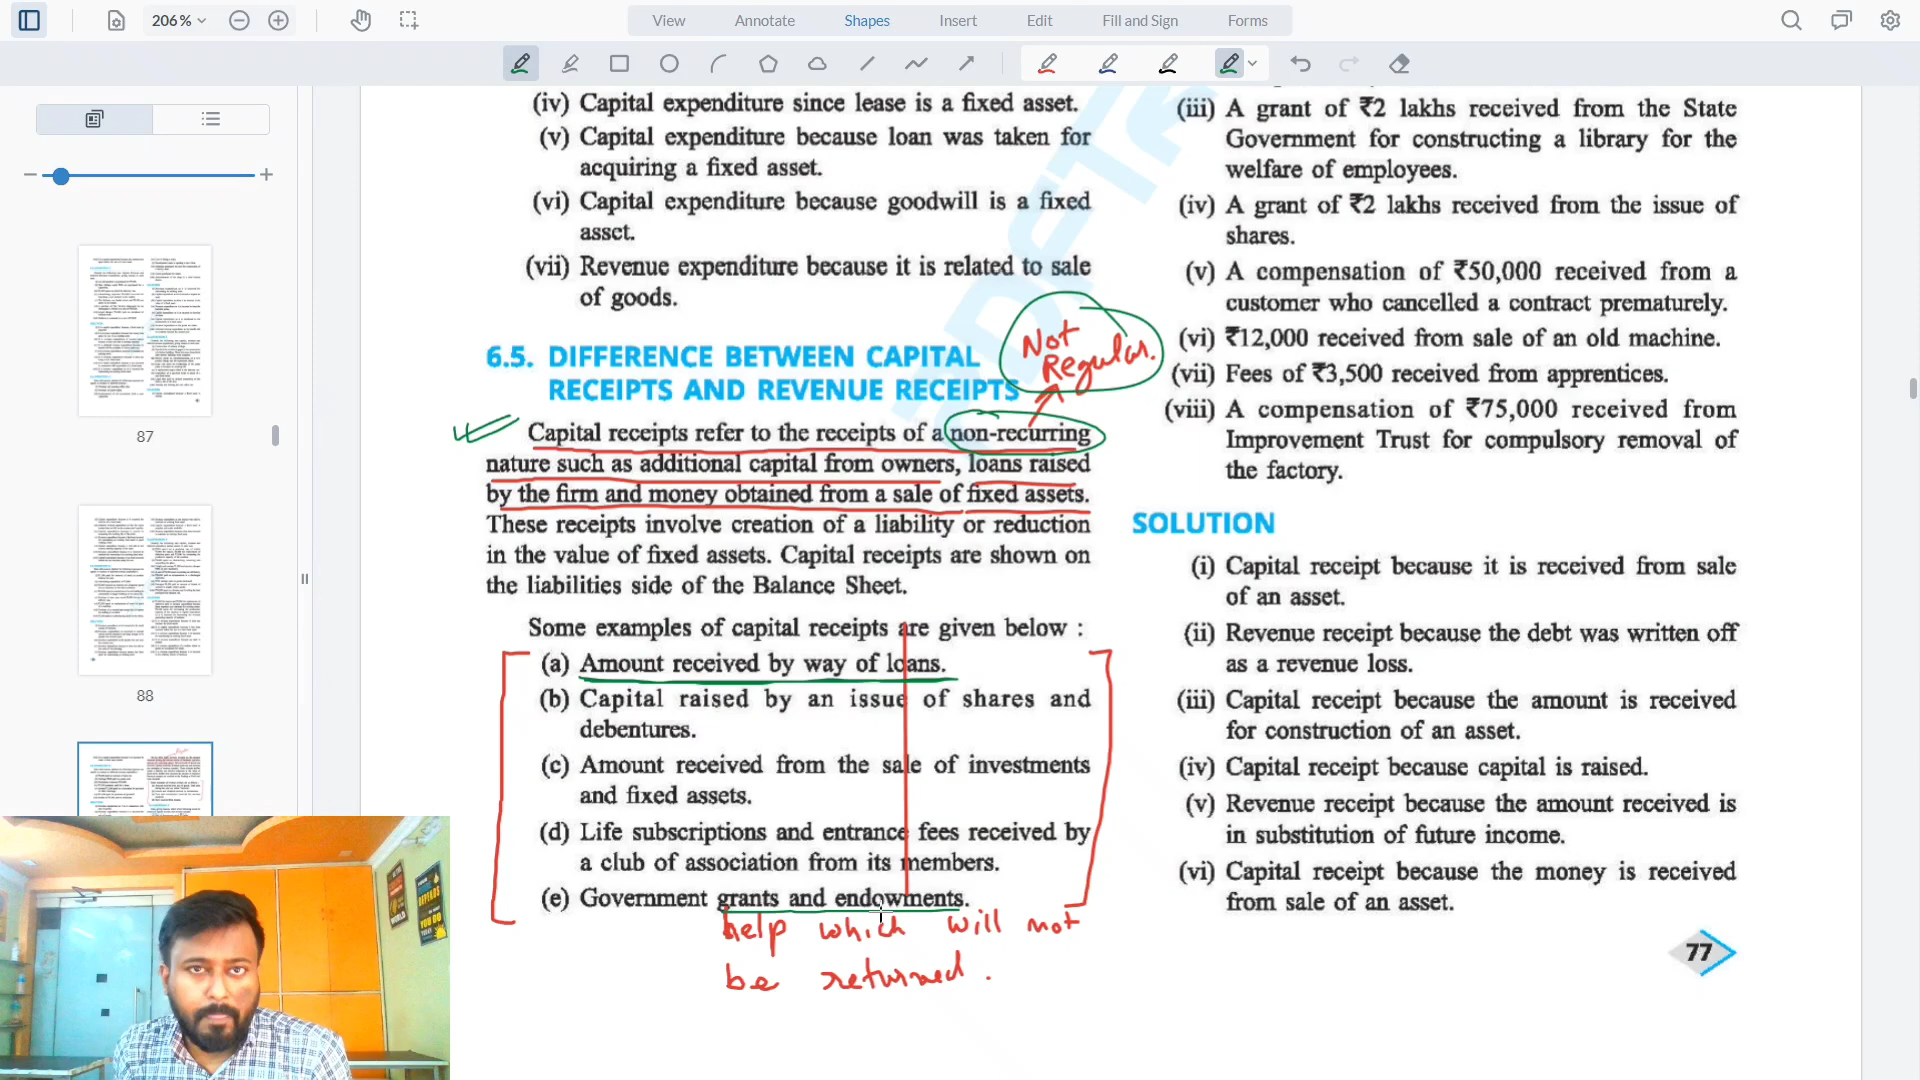 206 %
View
Annotate
Shapes
Insert
Edit
Fill and Sign
Forms
87
88
(iv) Capital expenditure since lease is a fixed asset.
(v) Capital expenditure because loan was taken for
acquiring a fixed asset.
(vi) Capital expenditure because goodwill is a fixed
asset.
(vii) Revenue expenditure because it is related to sale
of goods.
Not
Regular.
6.5. DIFFERENCE BETWEEN CAPITAL
RECEIPTS AND REVENUE RECEIPTS
Capital receipts refer to the receipts of a non-recurring
nature such as additional capital from owners, loans raised
by the firm and money obtained from a sale of fixed assets.
These receipts involve creation of a liability or reduction
in the value of fixed assets. Capital receipts are shown on
the liabilities side of the Balance Sheet.
Some examples of capital receipts are given below :
(a) Amount received by way of loans.
(b) Capital raised by an issue of shares and
debentures.
(c) Amount received from the sale of investments
and fixed assets.
(d) Life subscriptions and entrance fees received by
a club of association from its members.
(e) Government grants and endowments.
help which will not
be returned.
(iii) A grant of ₹2 lakhs received from the State
Government for constructing a library for the
welfare of employees.
(iv) A grant of ₹2 lakhs received from the issue of
shares.
(v) A compensation of ₹50,000 received from a
customer who cancelled a contract prematurely.
(vi) ₹12,000 received from sale of an old machine.
(vii) Fees of ₹3,500 received from apprentices.
(viii) A compensation of ₹75,000 received from
Improvement Trust for compulsory removal of
the factory.
SOLUTION
(i) Capital receipt because it is received from sale
of an asset.
(ii) Revenue receipt because the debt was written off
as a revenue loss.
(iii) Capital receipt because the amount is received
for construction of an asset.
(iv) Capital receipt because capital is raised.
(v) Revenue receipt because the amount received is
in substitution of future income.
(vi) Capital receipt because the money is received
from sale of an asset.
77